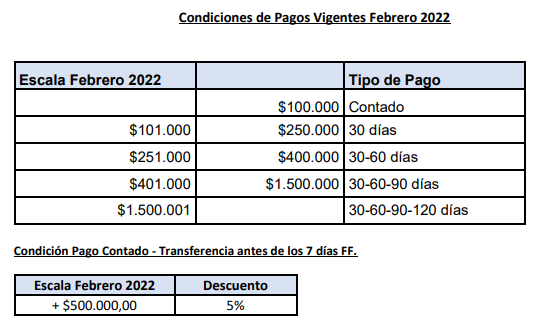 Condiciones de Pagos Vigentes Febrero 2022
Escala Febrero 2022 Tipo de Pago
$100.000 Contado
$101.000 $250.000 30 días
$251.000 $400.000 30-60 días
$401.000 $1.500.000 30-60-90 días
$1.500.001 30-60-90-120 días
Condición Pago Contado - Transferencia antes de los 7 días FF.
Escala Febrero 2022 Descuento
+ $500.000,00 5%